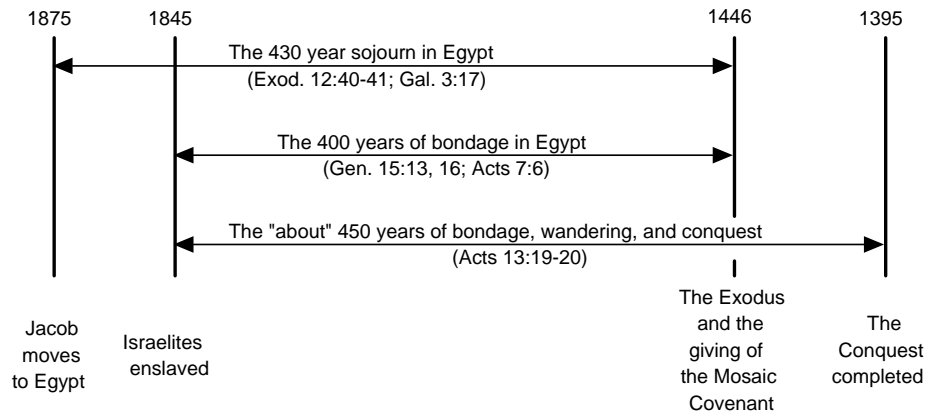 1875 1845 1446 1395
The 430 year sojourn in Egypt
(Exod. 12:40-41; Gal. 3:17)
The 400 years of bondage in Egypt
(Gen. 15:13, 16; Acts 7:6)
The "about" 450 years of bondage, wandering, and conquest
(Acts 13:19-20)
Jacob
moves
to Egypt
Israelites
enslaved
The Exodus
and the
giving of
the Mosaic
Covenant
The
Conquest
completed